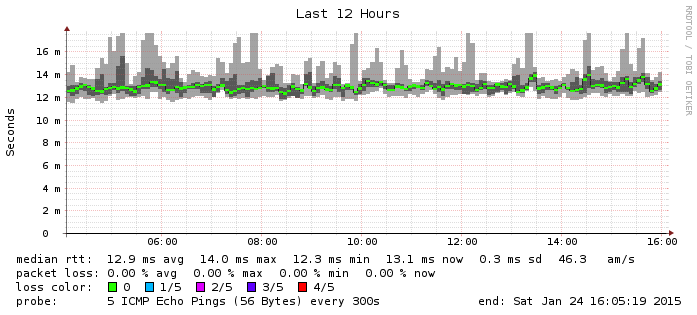 Last 12 Hours
RRDTOOL / TOBI OETIKER
Seconds
16 m
14 m
12 m
10 m
8 m
6 m
4 m
2 m
0
06:00 08:00 10:00 12:00 14:00 16:00
median rtt: 12.9 ms avg 14.0 ms max 12.3 ms min 13.1 ms now 0.3 ms sd 46.3 am/s
packet loss: 0.00 % avg 0.00 % max 0.00 % min 0.00 % now
loss color: 0 1/5 2/5 3/5 4/5
probe: 5 ICMP Echo Pings (56 Bytes) every 300s end: Sat Jan 24 16:05:19 2015